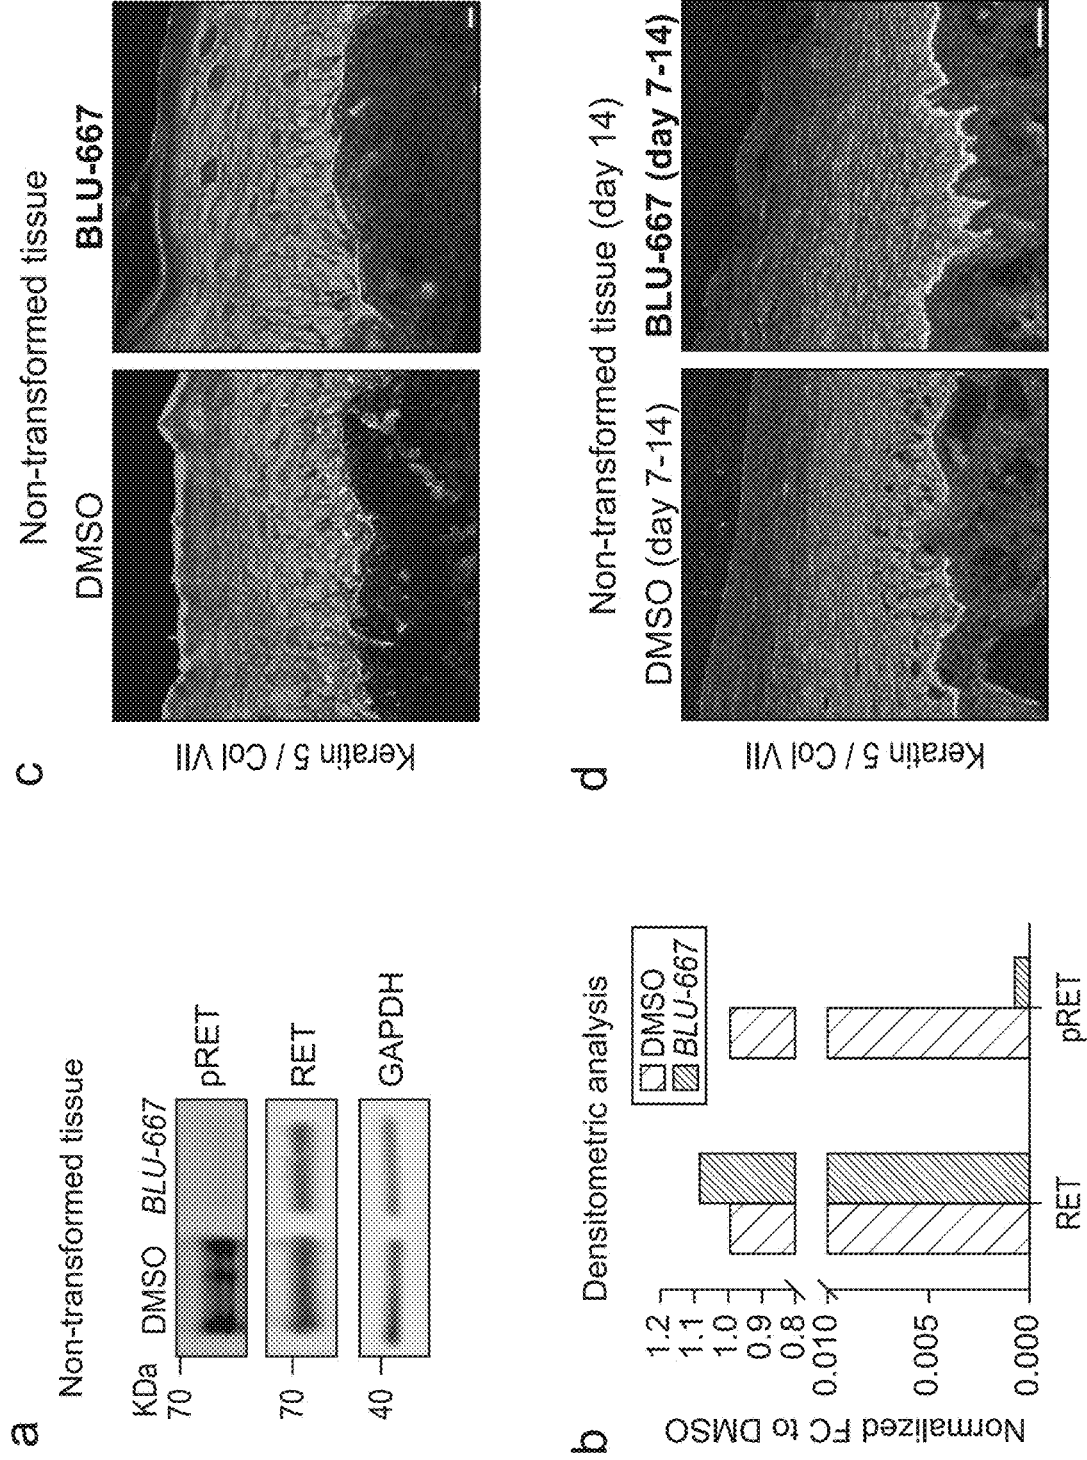 a
Non-transformed tissue
KDa
DMSO
BLU-667
70
pRET
70
RET
40
GAPDH
b
Densitometric analysis
Normalized FC to DMSO
1.2
1.1
1.0
0.9
0.8
0.010
0.005
0.000
DMSO
BLU-667
RET
pRET
c
Non-transformed tissue
DMSO
BLU-667
Keratin 5 / Col VII
d
Non-transformed tissue (day 14)
DMSO (day 7-14)
BLU-667 (day 7-14)
Keratin 5 / Col VII